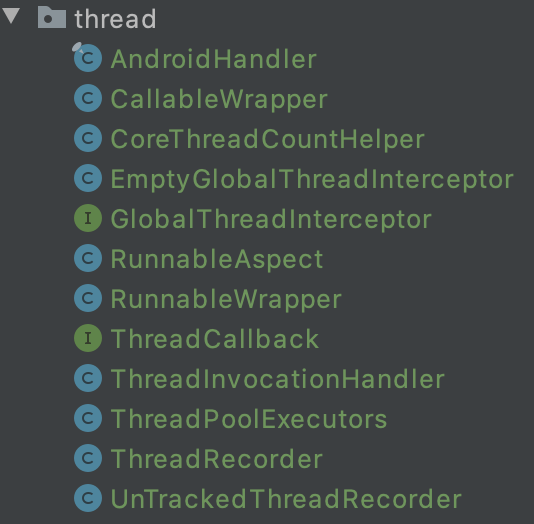 thread
C AndroidHandler
C CallableWrapper
C CoreThreadCountHelper
C EmptyGlobalThreadInterceptor
I GlobalThreadInterceptor
C RunnableAspect
C RunnableWrapper
I ThreadCallback
C ThreadInvocationHandler
C ThreadPoolExecutors
C ThreadRecorder
C UnTrackedThreadRecorder